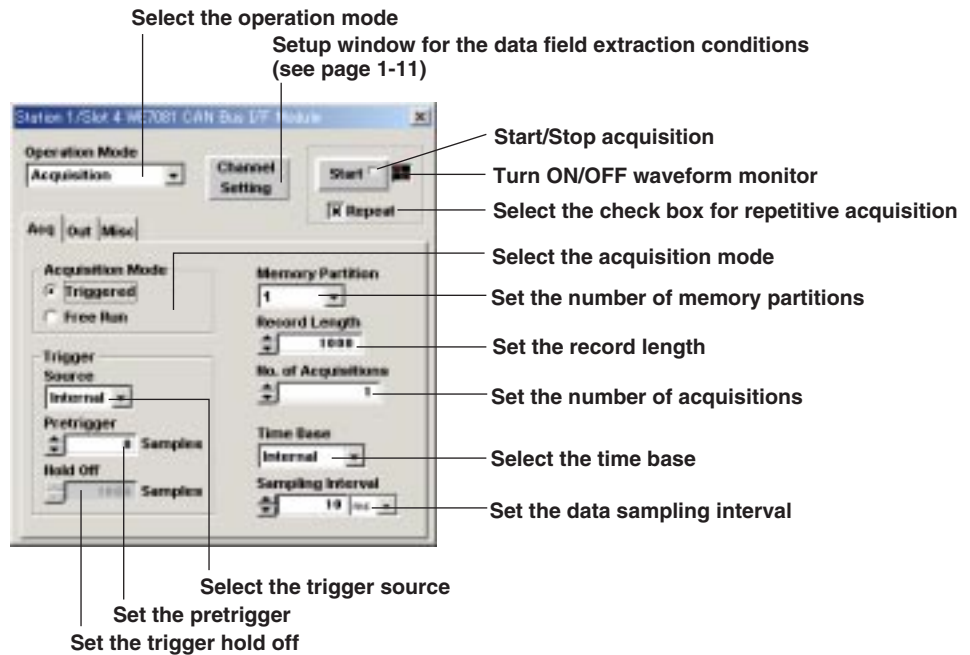 Select the operation mode
Setup window for the data field extraction conditions
(see page 1-11)
Station 1/Slot 4 WE7081 CAN Bus I/F Module
Operation Mode
Acquisition
Channel
Setting
Start
Repeat
Start/Stop acquisition
Turn ON/OFF waveform monitor
Select the check box for repetitive acquisition
Acq Out Misc
Acquisition Mode
Triggered
Free Run
Select the acquisition mode
Memory Partition
1
Set the number of memory partitions
Record Length
1000
Set the record length
Trigger
Source
Internal
No. of Acquisitions
1
Set the number of acquisitions
Pretrigger
0 Samples
Time Base
Internal
Select the time base
Hold Off
1000 Samples
Sampling Interval
10 ms
Set the data sampling interval
Select the trigger source
Set the pretrigger
Set the trigger hold off